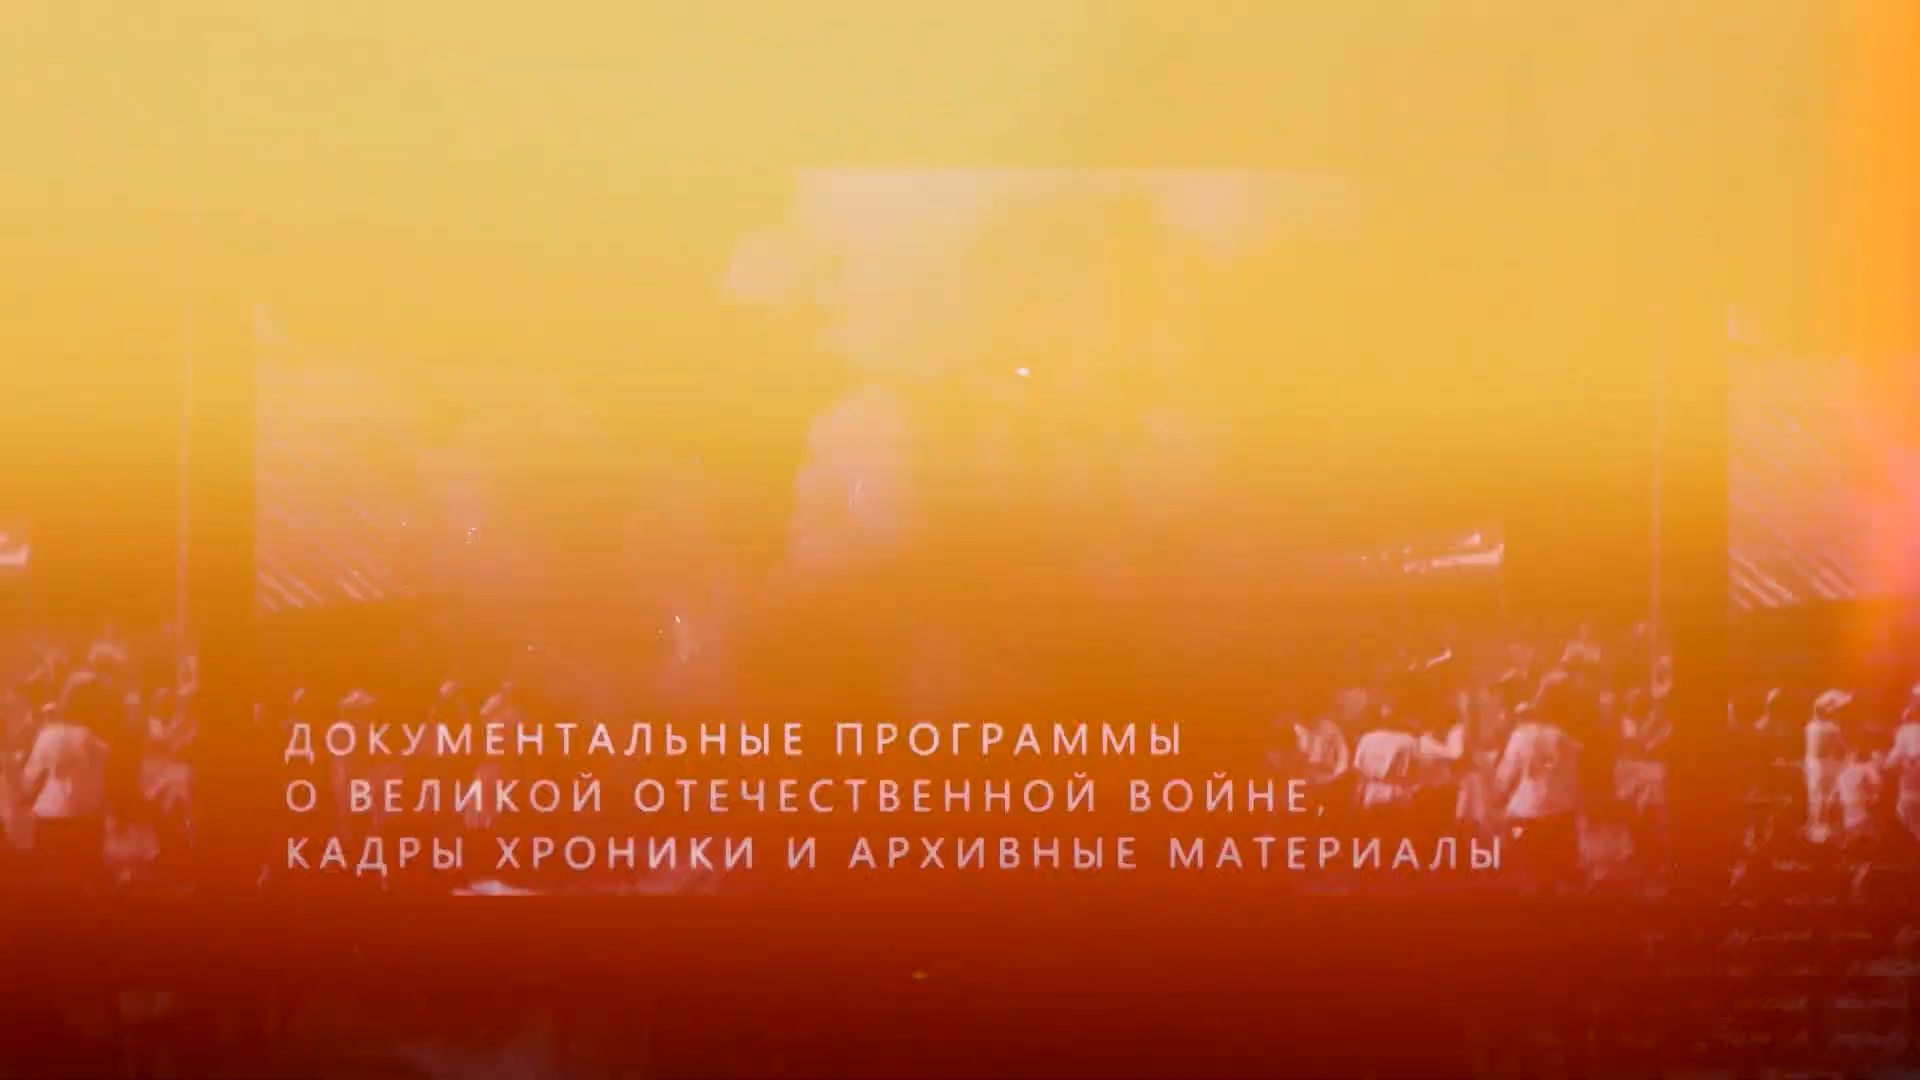 ДОКУМЕНТАЛЬНЫЕ ПРОГРАММЫ
О ВЕЛИКОЙ ОТЕЧЕСТВЕННОЙ ВОЙНЕ,
КАДРЫ ХРОНИКИ И АРХИВНЫЕ МАТЕРИАЛЫ